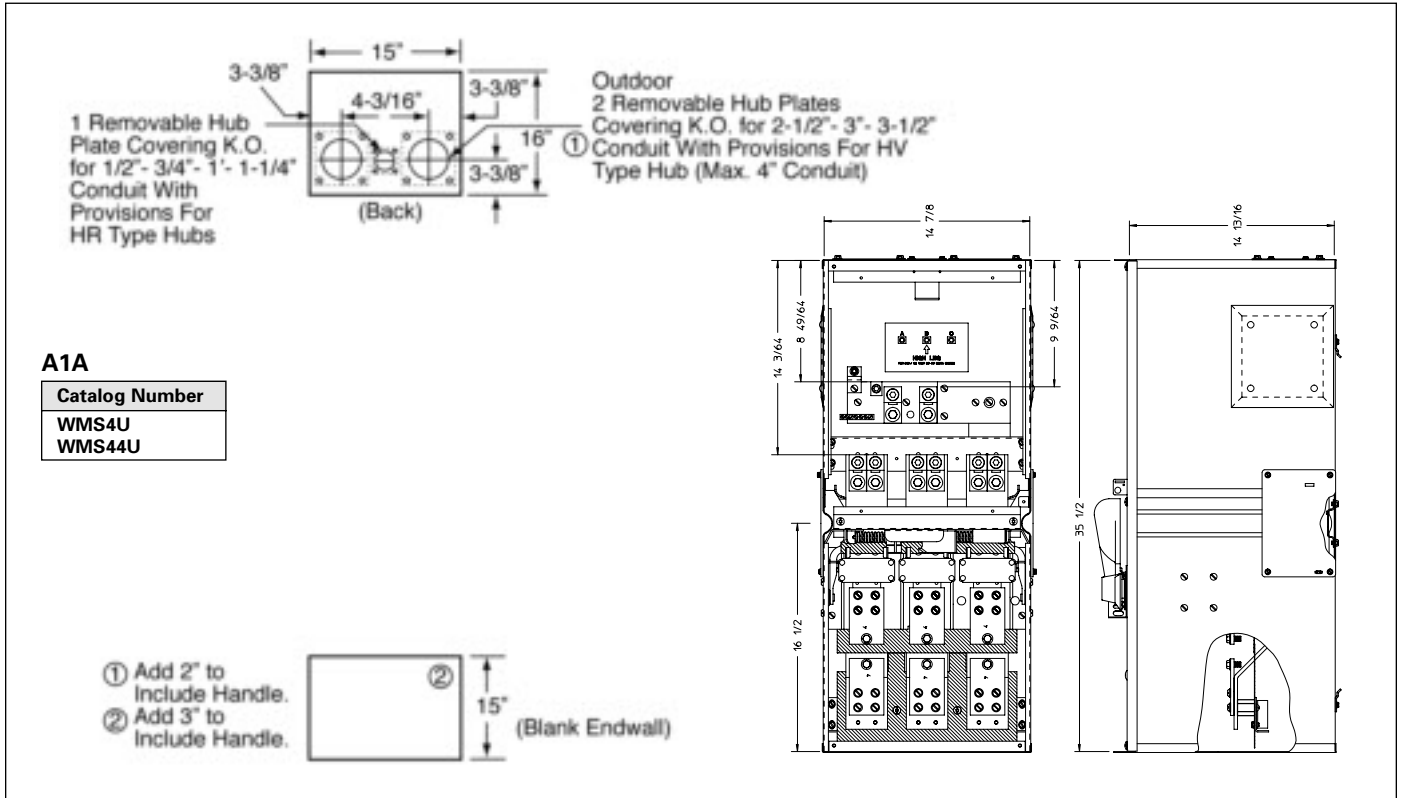 15"
3-3/8"
4-3/16"
3-3/8"
16"
3-3/8"
(Back)
1 Removable Hub
Plate Covering K.O.
for 1/2"- 3/4"- 1'- 1-1/4"
Conduit With
Provisions For
HR Type Hubs
Outdoor
2 Removable Hub Plates
Covering K.O. for 2-1/2"- 3"- 3-1/2"
① Conduit With Provisions For HV
Type Hub (Max. 4" Conduit)
14 7/8
14 13/16
14 3/64
8 49/64
9 9/64
A B C
HIGH LEG
35 1/2
16 1/2
A1A
Catalog Number
WMS4U
WMS44U
① Add 2" to
Include Handle.
② Add 3" to
Include Handle.
②
15"
(Blank Endwall)